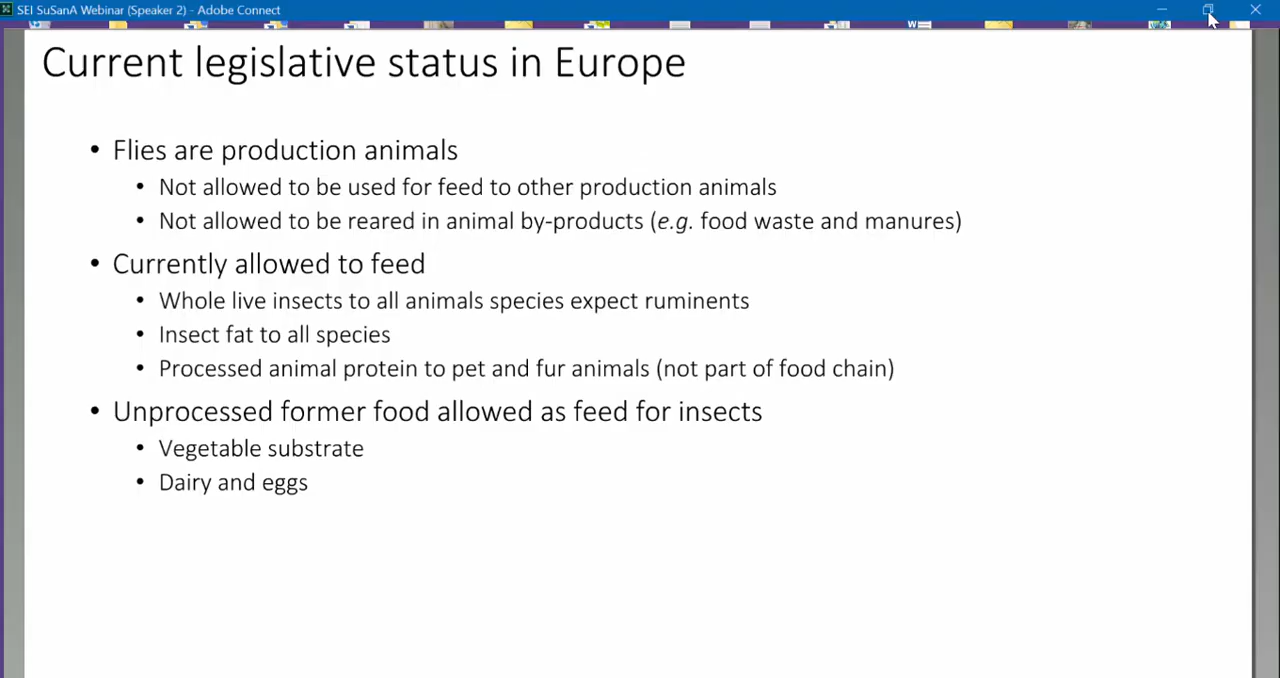 SEI SuSanA Webinar (Speaker 2) - Adobe Connect
Current legislative status in Europe
• Flies are production animals
• Not allowed to be used for feed to other production animals
• Not allowed to be reared in animal by-products (e.g. food waste and manures)
• Currently allowed to feed
• Whole live insects to all animals species expect ruminents
• Insect fat to all species
• Processed animal protein to pet and fur animals (not part of food chain)
• Unprocessed former food allowed as feed for insects
• Vegetable substrate
• Dairy and eggs